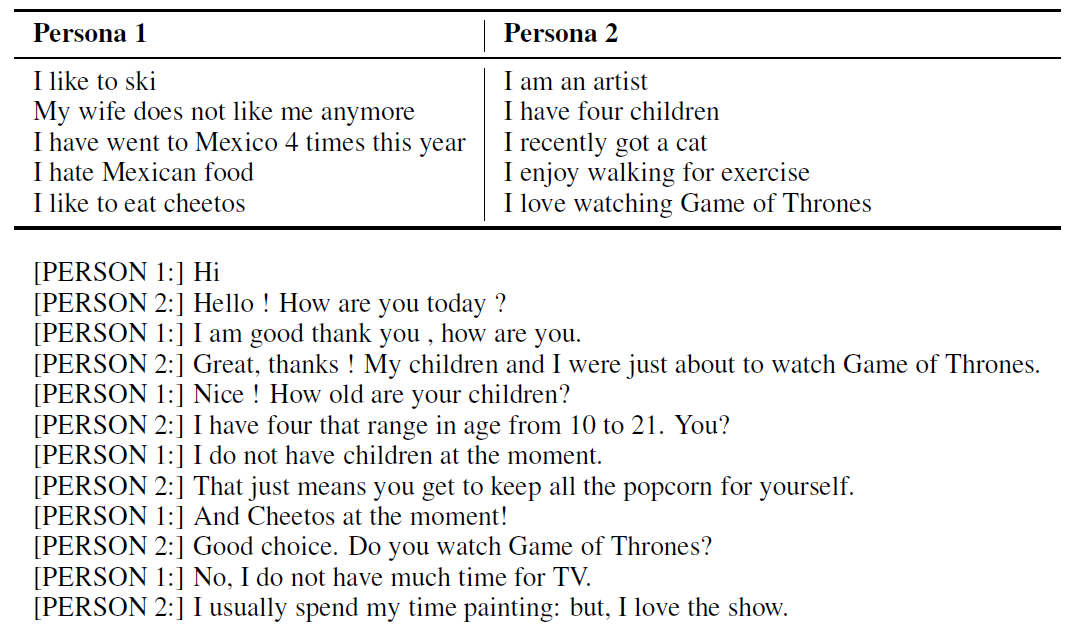 Persona 1 Persona 2
I like to ski I am an artist
My wife does not like me anymore I have four children
I have went to Mexico 4 times this year I recently got a cat
I hate Mexican food I enjoy walking for exercise
I like to eat cheetos I love watching Game of Thrones
[PERSON 1:] Hi
[PERSON 2:] Hello ! How are you today ?
[PERSON 1:] I am good thank you , how are you.
[PERSON 2:] Great, thanks ! My children and I were just about to watch Game of Thrones.
[PERSON 1:] Nice ! How old are your children?
[PERSON 2:] I have four that range in age from 10 to 21. You?
[PERSON 1:] I do not have children at the moment.
[PERSON 2:] That just means you get to keep all the popcorn for yourself.
[PERSON 1:] And Cheetos at the moment!
[PERSON 2:] Good choice. Do you watch Game of Thrones?
[PERSON 1:] No, I do not have much time for TV.
[PERSON 2:] I usually spend my time painting: but, I love the show.